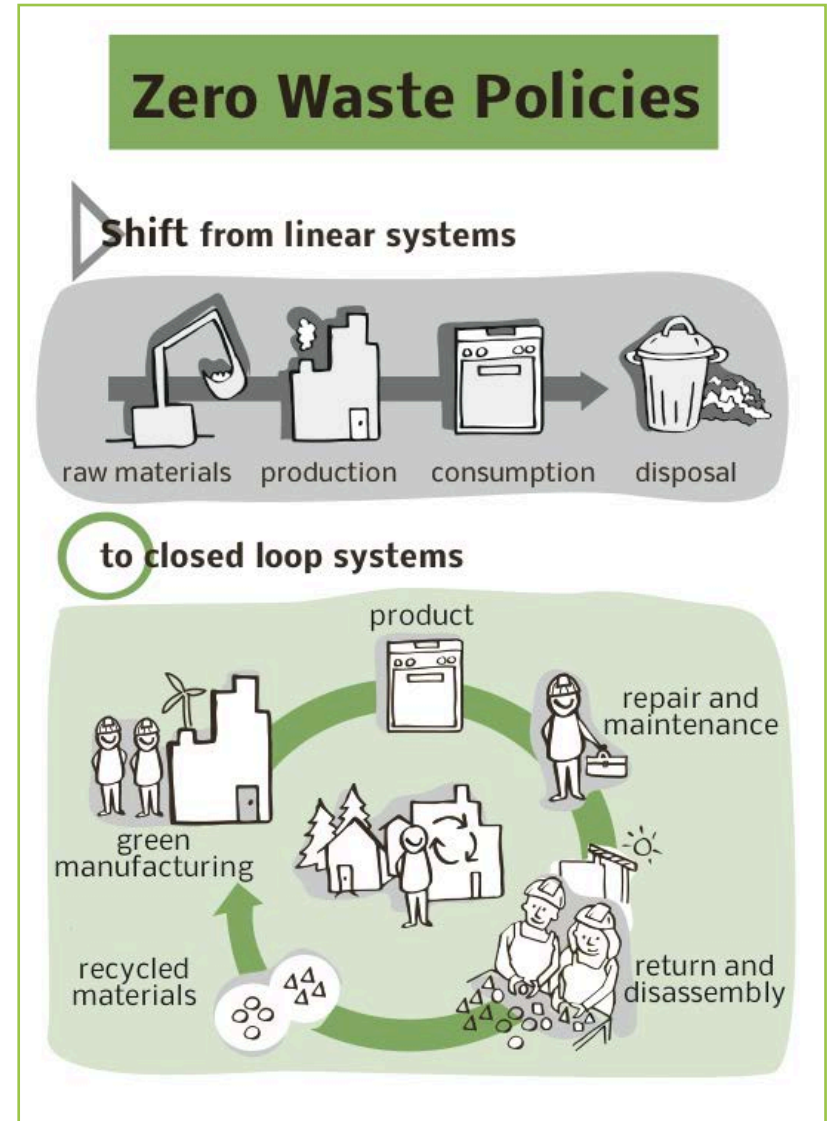 Zero Waste Policies
Shift from linear systems
raw materials production consumption disposal
to closed loop systems
product
repair and
maintenance
green
manufacturing
recycled
materials
return and
disassembly